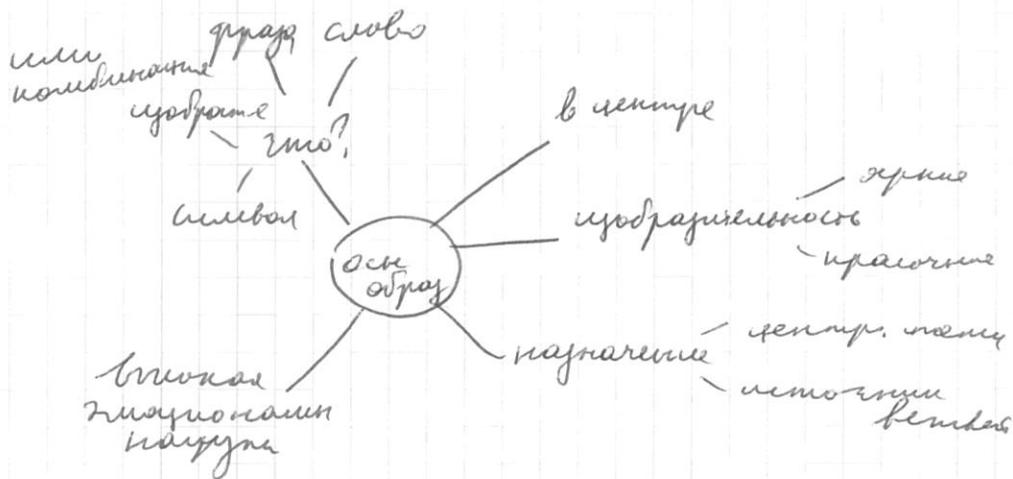 фраза слово
или
комбинация
изображе
что?
символ
в центре
яркие
изобразительность
красочные
осн
образ
назначение
центр. темы
источник
ветвей
высокая
эмоциональн
нагрузка